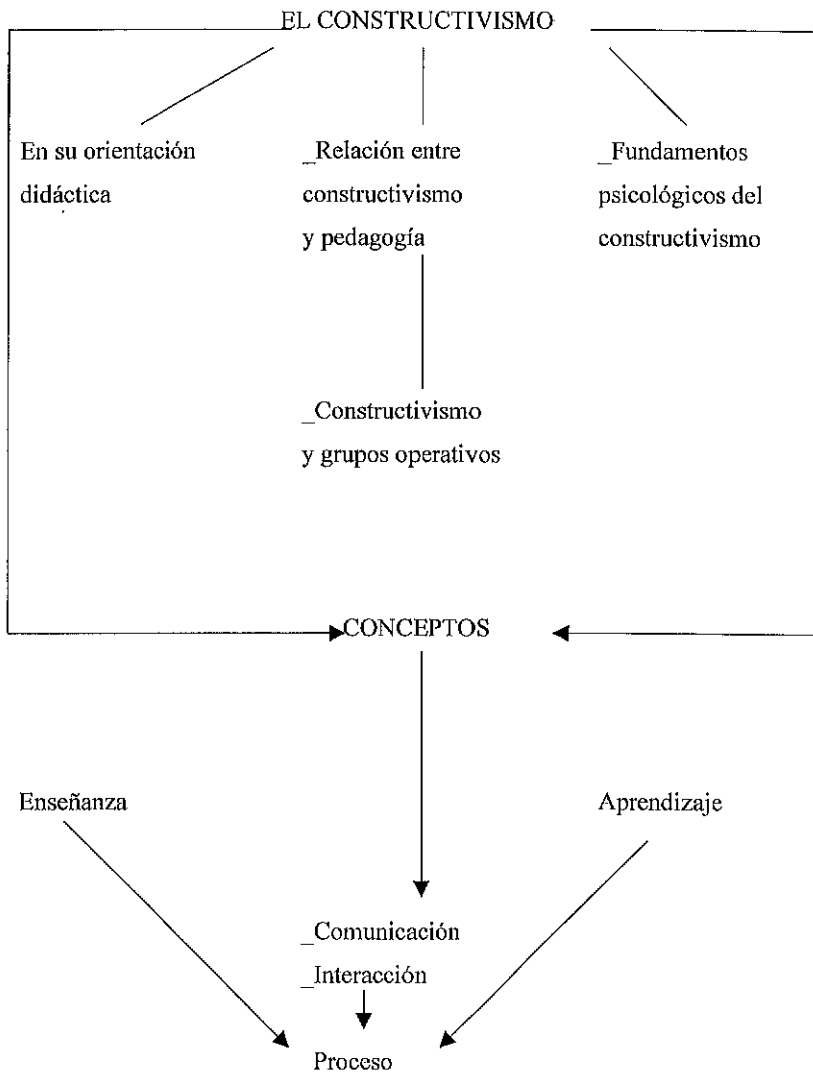 EL CONSTRUCTIVISMO
En su orientación
didáctica
_Relación entre
constructivismo
y pedagogía
_Fundamentos
psicológicos del
constructivismo
_Constructivismo
y grupos operativos
CONCEPTOS
Enseñanza
Aprendizaje
_Comunicación
_Interacción
Proceso